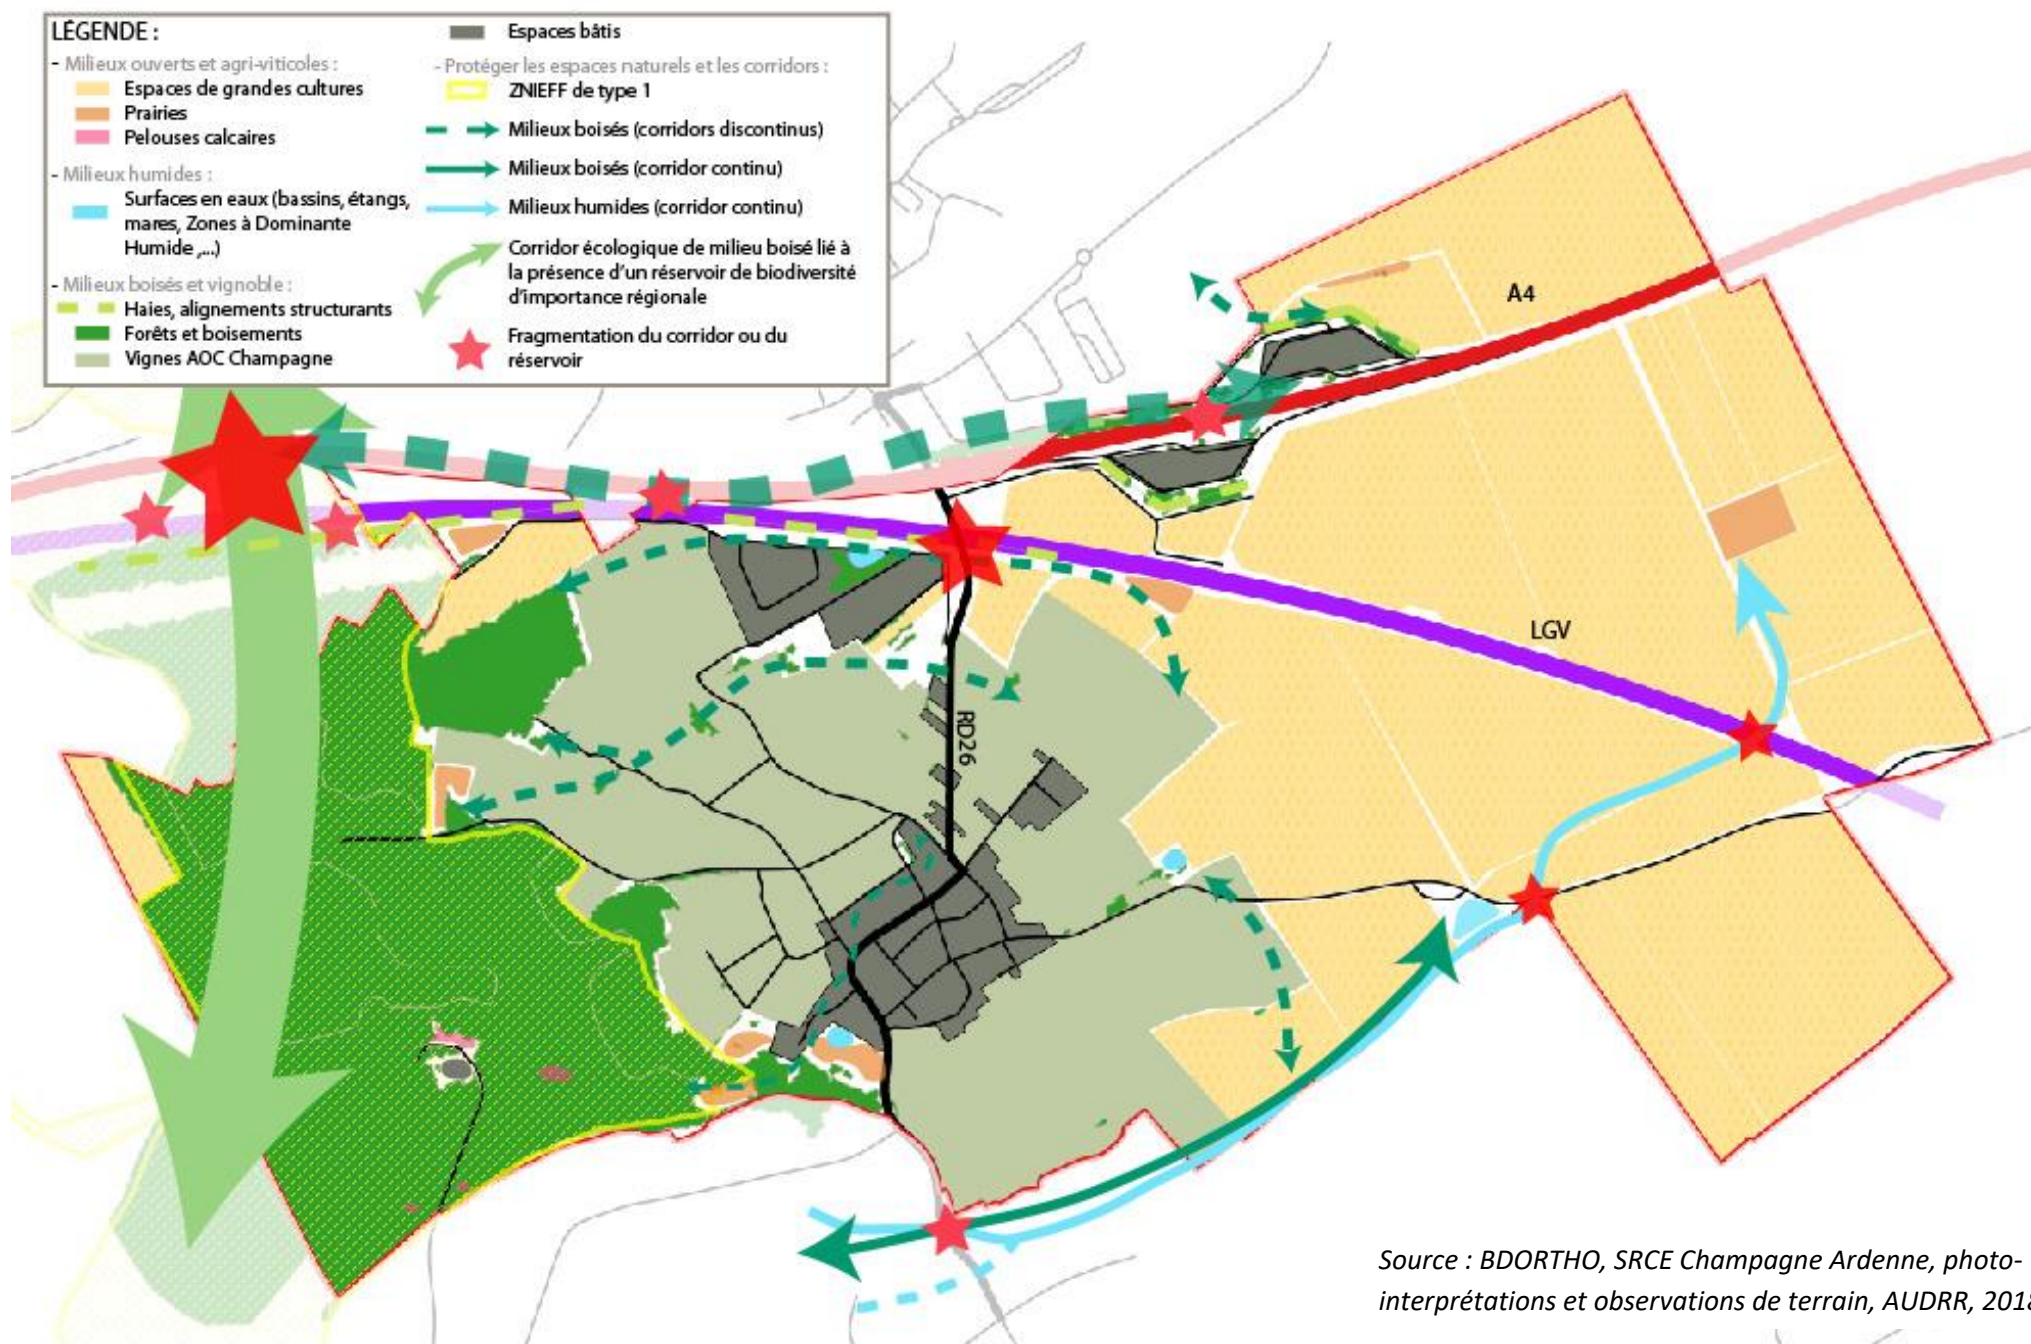 LÉGENDE :
- Milieux ouverts et agri-viticoles :
Espaces de grandes cultures
Prairies
Pelouses calcaires
- Milieux humides :
Surfaces en eaux (bassins, étangs,
mares, Zones à Dominante
Humide ,...)
- Milieux boisés et vignoble :
Haies, alignements structurants
Forêts et boisements
Vignes AOC Champagne
Espaces bâtis
- Protéger les espaces naturels et les corridors :
ZNIEFF de type 1
Milieux boisés (corridors discontinus)
Milieux boisés (corridor continu)
Milieux humides (corridor continu)
Corridor écologique de milieu boisé lié à
la présence d'un réservoir de biodiversité
d'importance régionale
Fragmentation du corridor ou du
réservoir
A4
LGV
RD26
Source : BDORTHO, SRCE Champagne Ardenne, photo-
interprétations et observations de terrain, AUDRR, 2018